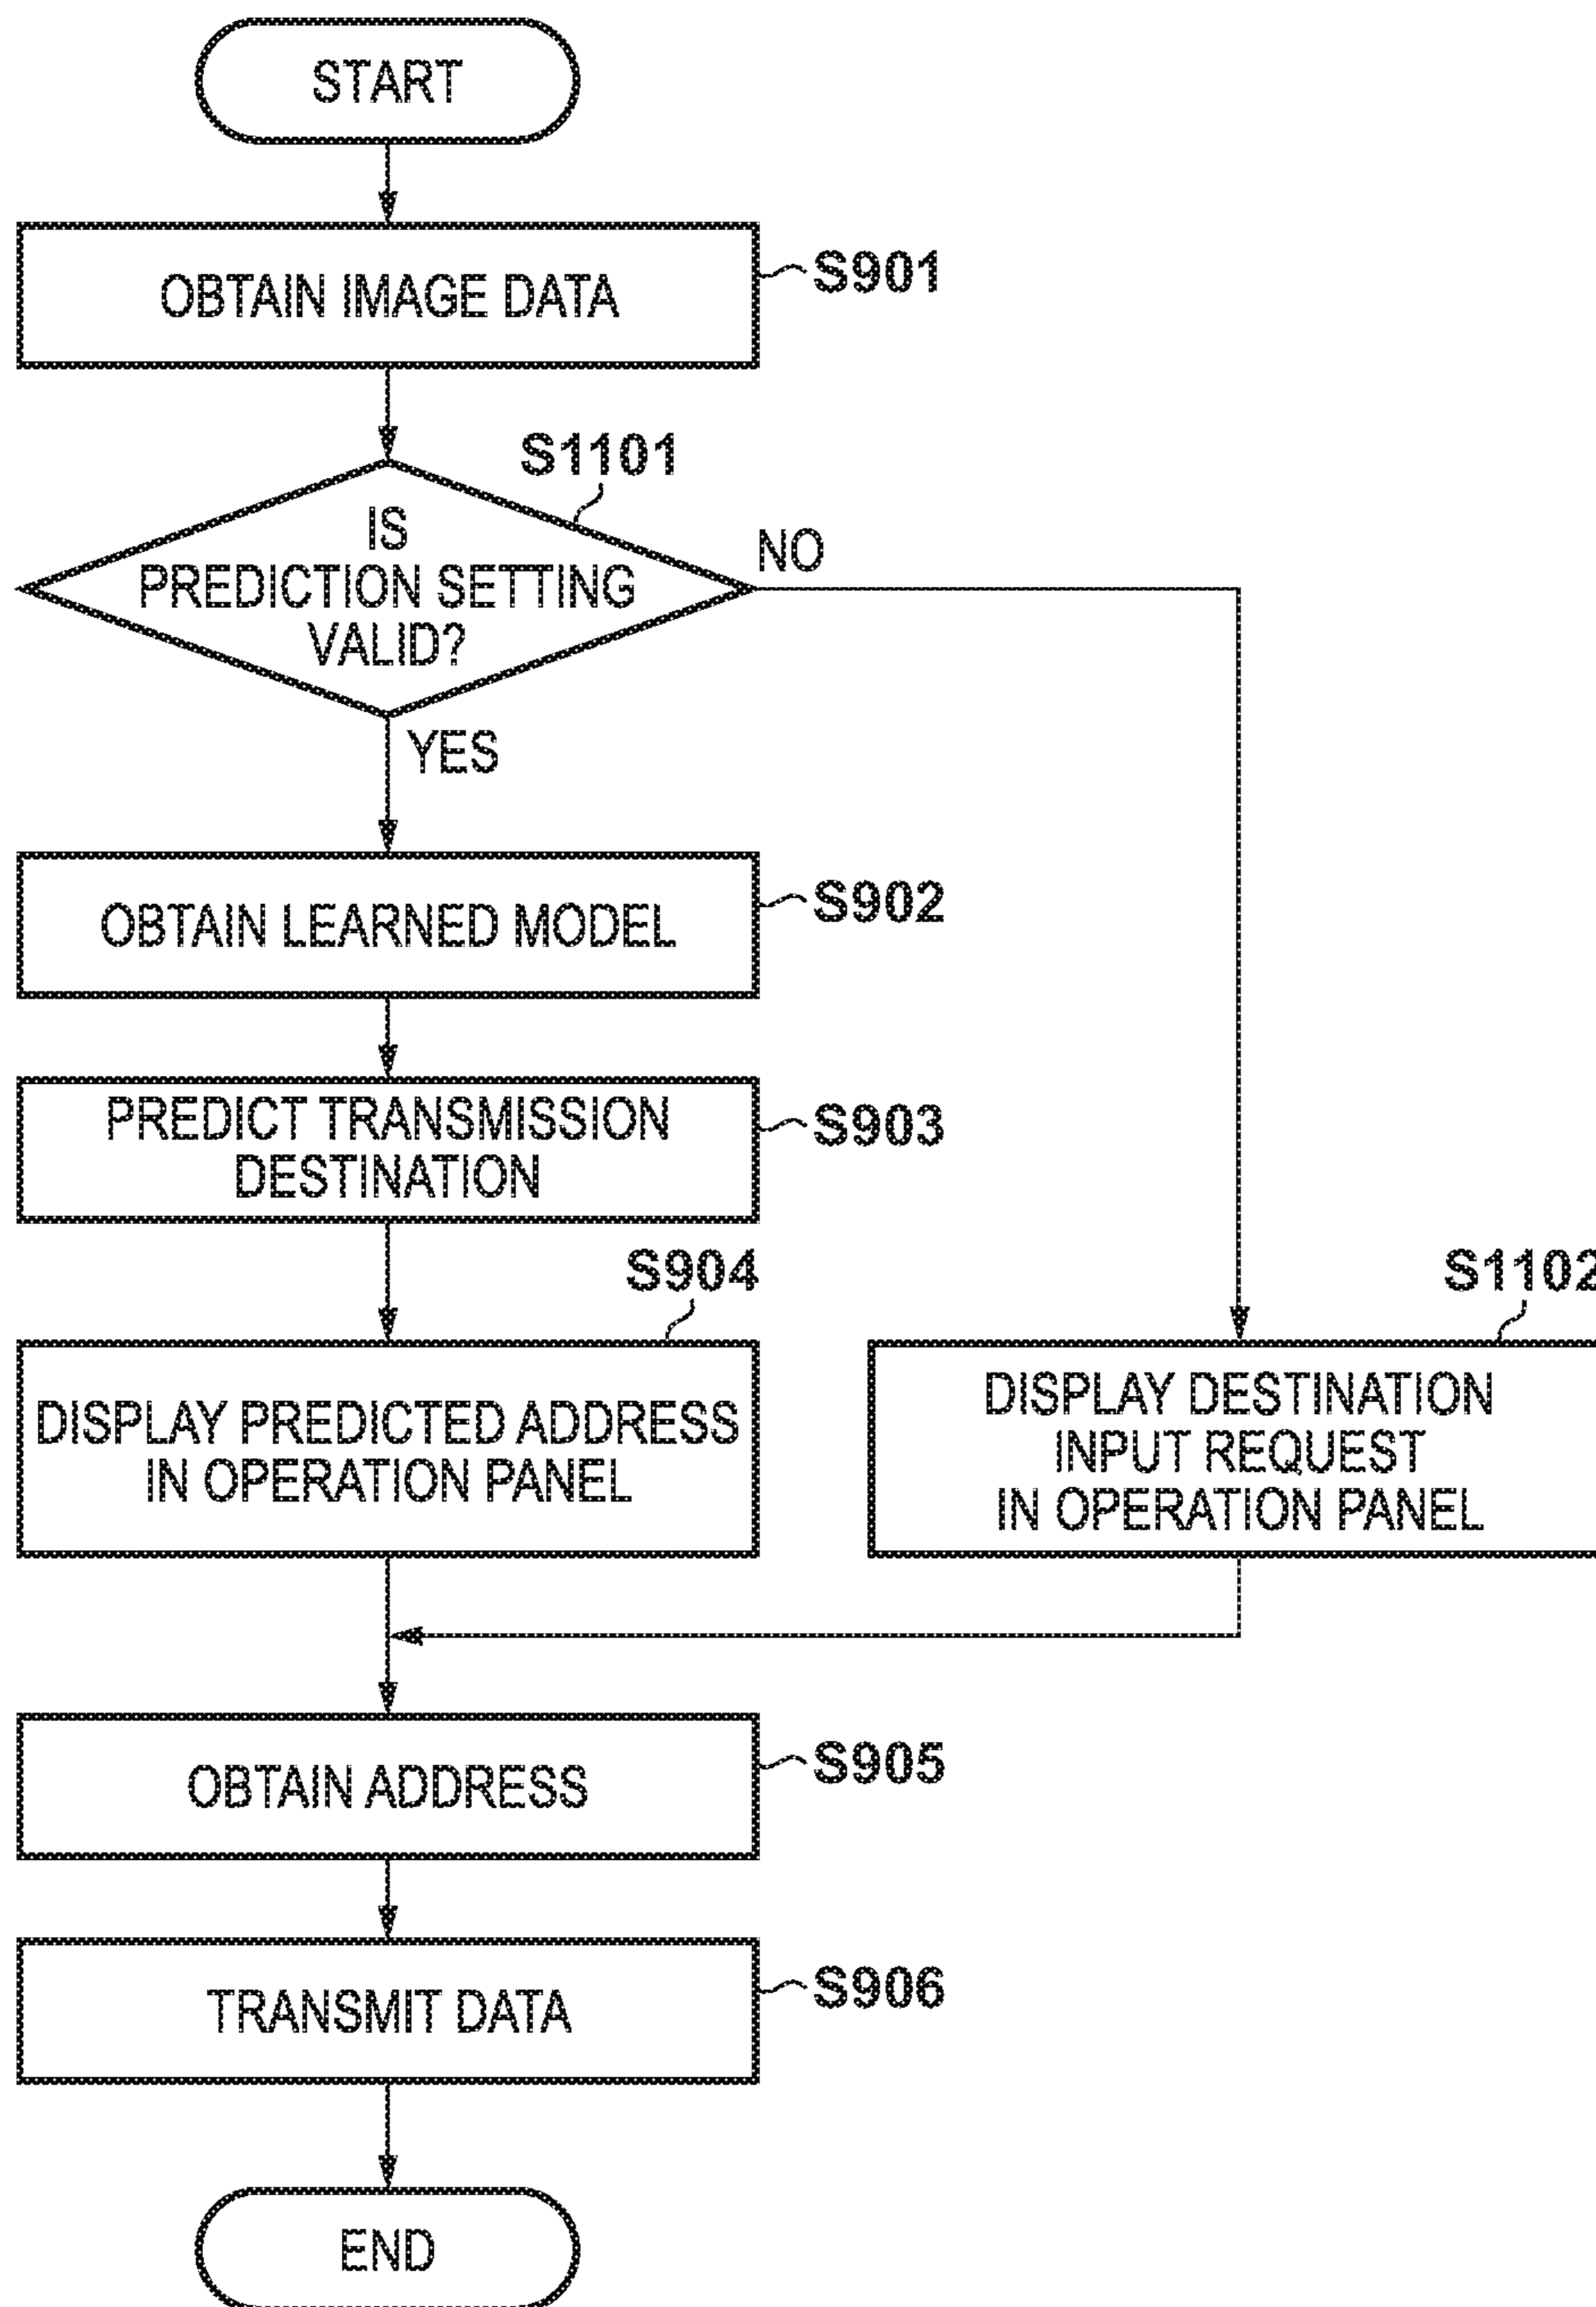 START
OBTAIN IMAGE DATA
S901
S1101
IS
PREDICTION SETTING
VALID?
NO
YES
OBTAIN LEARNED MODEL
S902
PREDICT TRANSMISSION
DESTINATION
S903
S904
DISPLAY PREDICTED ADDRESS
IN OPERATION PANEL
S1102
DISPLAY DESTINATION
INPUT REQUEST
IN OPERATION PANEL
OBTAIN ADDRESS
S905
TRANSMIT DATA
S906
END